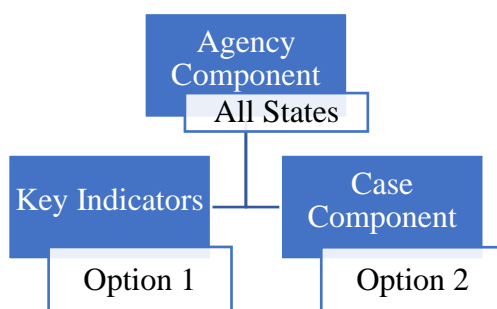 Agency
Component
All States
Key Indicators
Case
Component
Option 1
Option 2